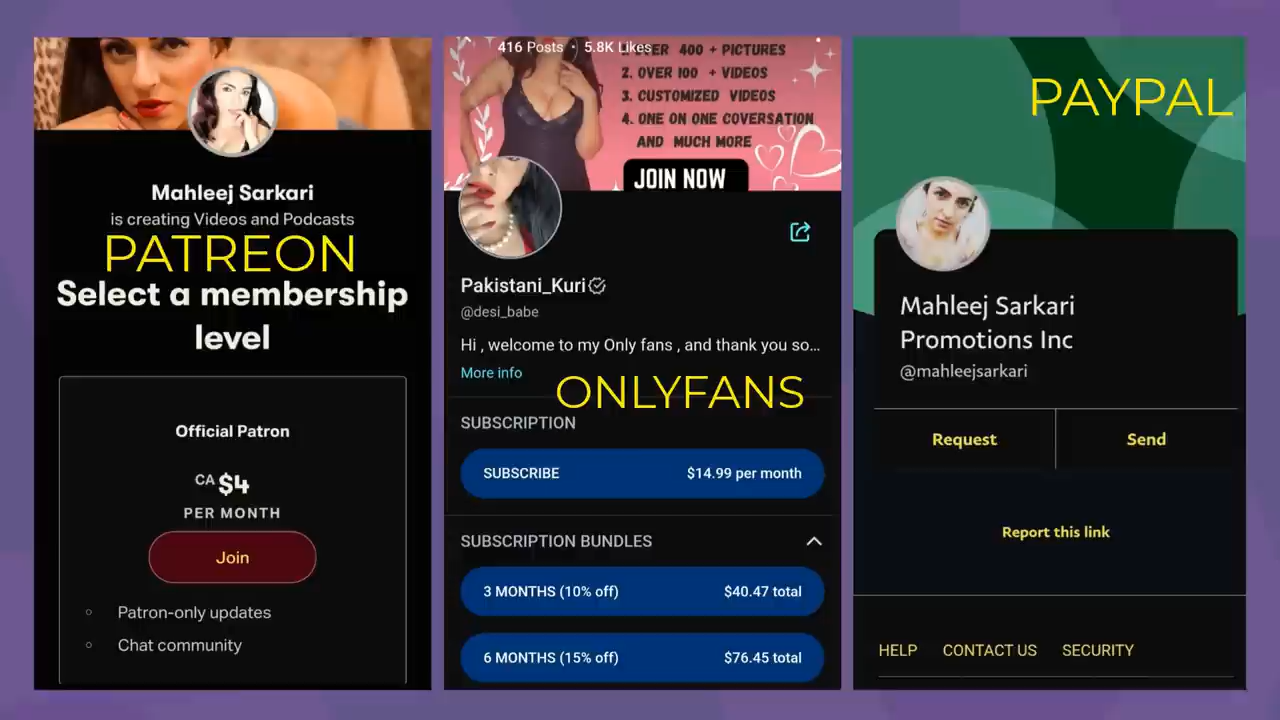 Mahleej Sarkari
is creating Videos and Podcasts
PATREON
Select a membership
level
Official Patron
CA $4
PER MONTH
Join
Patron-only updates
Chat community
416 Posts · 5.8K Likes
1. OVER 400 + PICTURES
2. OVER 100 + VIDEOS
3. CUSTOMIZED VIDEOS
4. ONE ON ONE COVERSATION
AND MUCH MORE
JOIN NOW
Pakistani_Kuri
@desi_babe
Hi , welcome to my Only fans , and thank you so...
More info
ONLYFANS
SUBSCRIPTION
SUBSCRIBE $14.99 per month
SUBSCRIPTION BUNDLES
3 MONTHS (10% off) $40.47 total
6 MONTHS (15% off) $76.45 total
PAYPAL
Mahleej Sarkari
Promotions Inc
@mahleejsarkari
Request Send
Report this link
HELP CONTACT US SECURITY